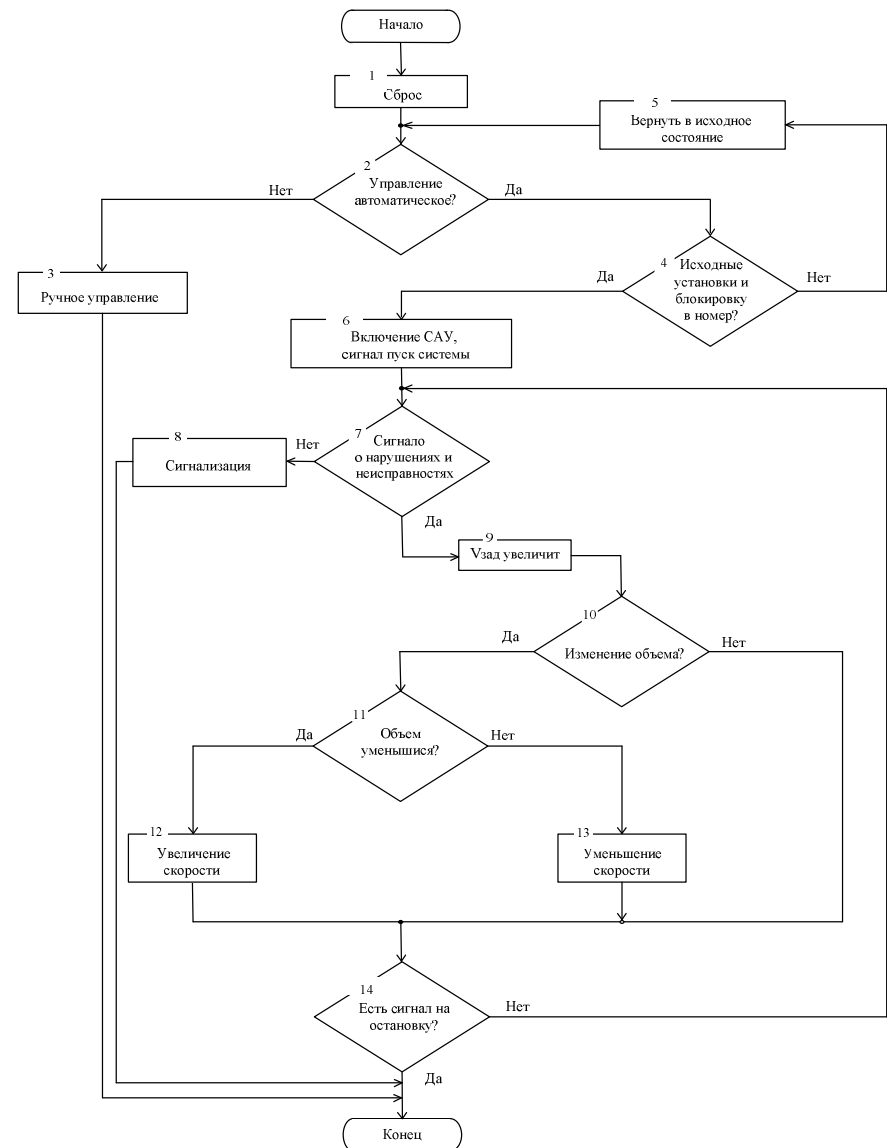 Начало
1
Сброс
5
Вернуть в исходное
состояние
2
Управление
автоматическое?
Нет
Да
3
Ручное управление
4
Исходные
установки и
блокировку
в номер?
Да
Нет
6
Включение САУ,
сигнал пуск системы
7
Сигнало
о нарушениях и
неисправностях
Нет
Да
8
Сигнализация
9
Vзад увеличит
10
Изменение объема?
Да
Нет
11
Объем
уменышися?
Да
Нет
12
Увеличение
скорости
13
Уменьшение
скорости
14
Есть сигнал на
остановку?
Нет
Да
Конец